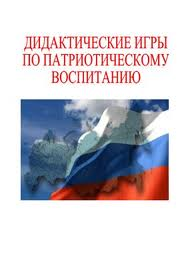 ДИДАКТИЧЕСКИЕ ИГРЫ
ПО ПАТРИОТИЧЕСКОМУ
ВОСПИТАНИЮ